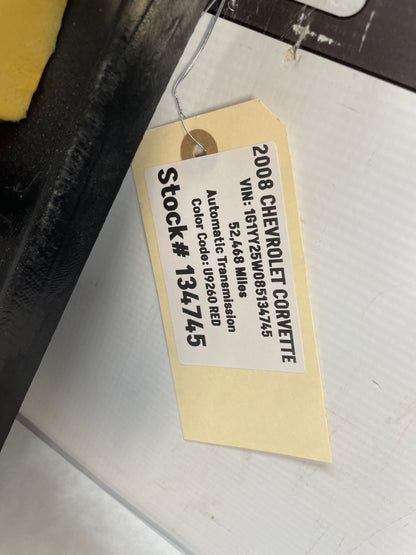 2008 CHEVROLET CORVETTE
VIN: 1G1YY25W085134745
52,468 Miles
Automatic Transmission
Color Code: U9260 RED
Stock# 134745